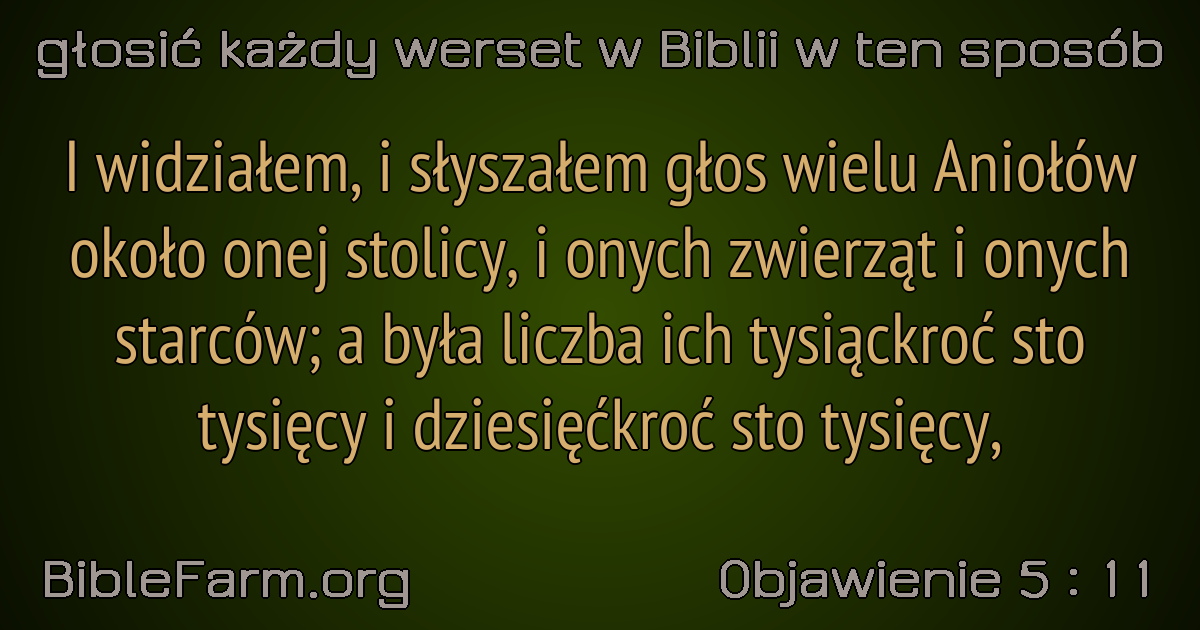 głosić każdy werset w Biblii w ten sposób
I widziałem, i słyszałem głos wielu Aniołów
około onej stolicy, i onych zwierząt i onych
starców; a była liczba ich tysiąckroć sto
tysięcy i dziesięćkroć sto tysięcy,
BibleFarm.org
Objawienie 5 : 11